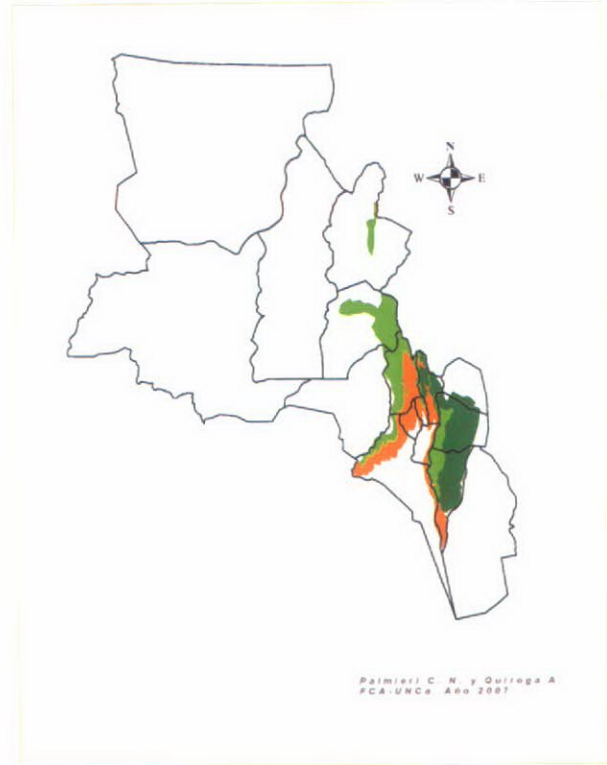 N
W E
S
Palmieri C. N. y Quiroga A
FCA-UNCa. Año 2007